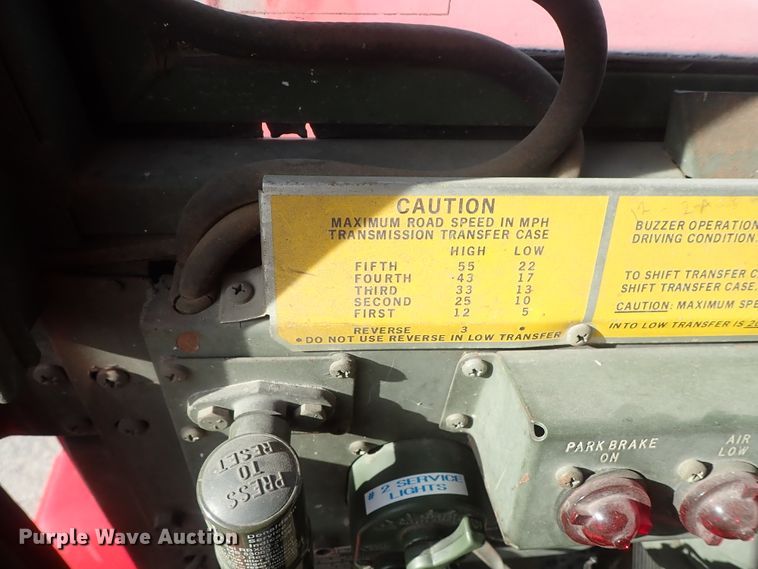 CAUTION
MAXIMUM ROAD SPEED IN MPH
TRANSMISSION TRANSFER CASE
HIGH LOW
FIFTH 55 22
FOURTH 43 17
THIRD 33 13
SECOND 25 10
FIRST 12 5
REVERSE 3 •
• DO NOT USE REVERSE IN LOW TRANSFER
BUZZER OPERATION
DRIVING CONDITION.
TO SHIFT TRANSFER C
SHIFT TRANSFER CASE.
CAUTION: MAXIMUM SPE
INTO LOW TRANSFER IS 20
PRESS
TO
RESET
#2 SERVICE
LIGHTS
PARK BRAKE
ON
AIR
LOW
Purple Wave Auction